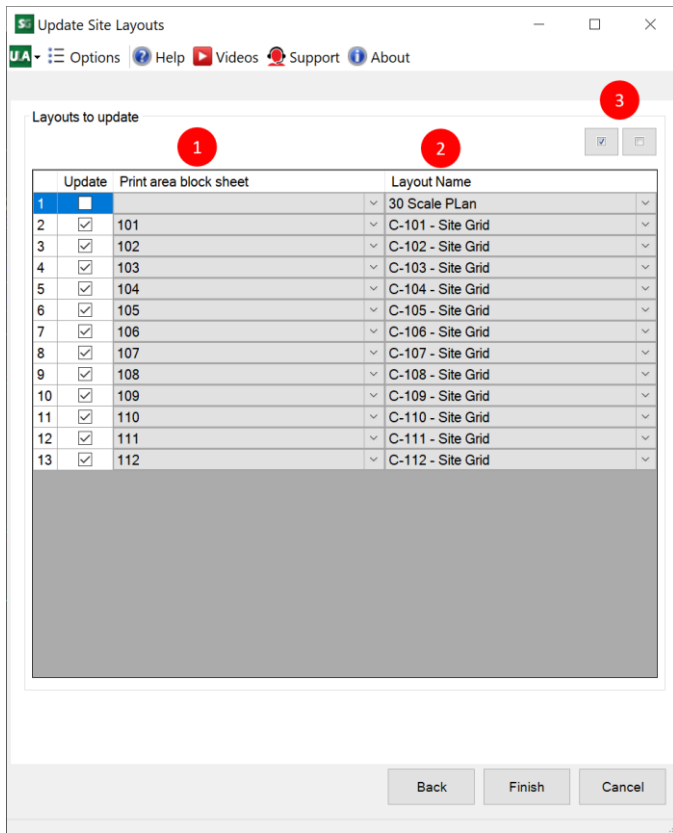 SG Update Site Layouts
U.A Options Help Videos Support About
3
Layouts to update
1 2
Update Print area block sheet Layout Name
1 30 Scale PLan
2 101 C-101 - Site Grid
3 102 C-102 - Site Grid
4 103 C-103 - Site Grid
5 104 C-104 - Site Grid
6 105 C-105 - Site Grid
7 106 C-106 - Site Grid
8 107 C-107 - Site Grid
9 108 C-108 - Site Grid
10 109 C-109 - Site Grid
11 110 C-110 - Site Grid
12 111 C-111 - Site Grid
13 112 C-112 - Site Grid
Back Finish Cancel